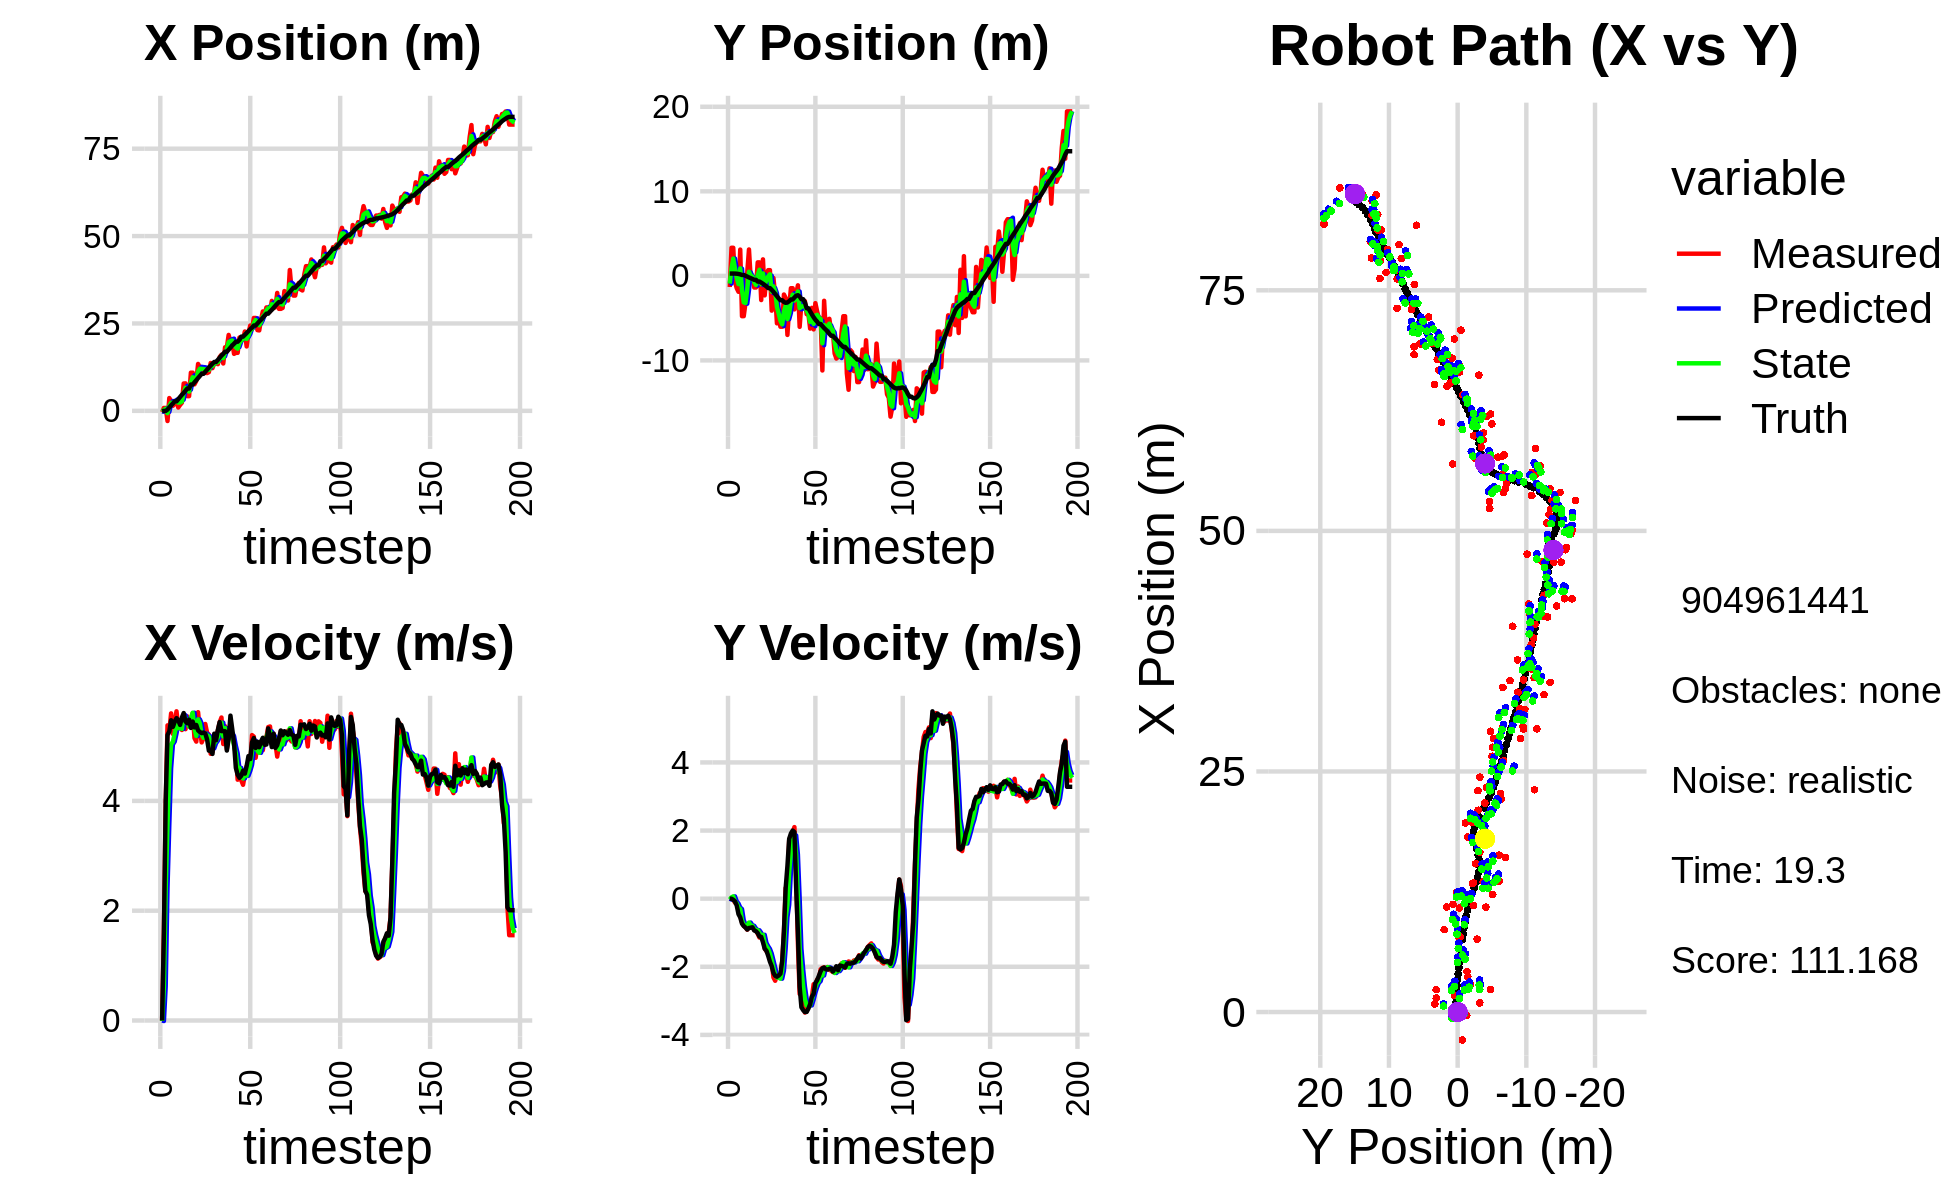 X Position (m)
75
50
25
0
0
50
100
150
200
timestep
Y Position (m)
20
10
0
-10
0
50
100
150
200
timestep
X Velocity (m/s)
4
2
0
0
50
100
150
200
timestep
Y Velocity (m/s)
4
2
0
-2
-4
0
50
100
150
200
timestep
Robot Path (X vs Y)
X Position (m)
75
50
25
0
20 10 0 -10 -20
Y Position (m)
variable
Measured
Predicted
State
Truth
904961441
Obstacles: none
Noise: realistic
Time: 19.3
Score: 111.168